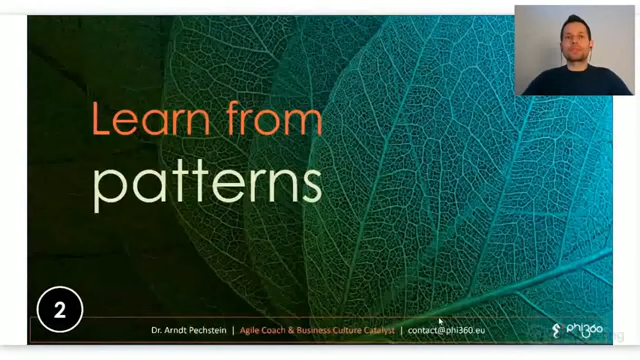 Learn from
patterns
2
Dr. Arndt Pechstein | Agile Coach & Business Culture Catalyst | contact@phi360.eu
phi360